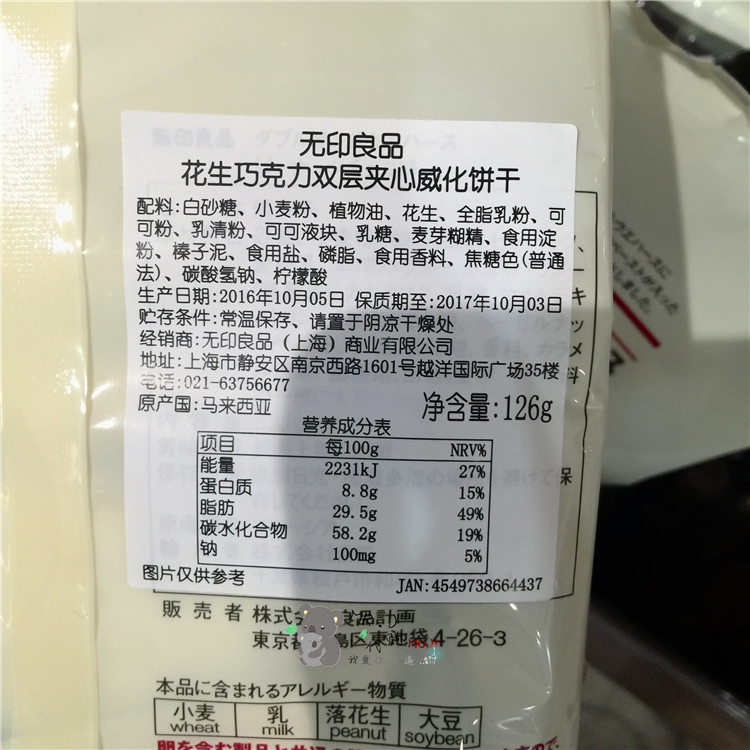 无印良品
花生巧克力双层夹心威化饼干
配料:白砂糖、小麦粉、植物油、花生、全脂乳粉、可
可粉、乳清粉、可可液块、乳糖、麦芽糊精、食用淀
粉、榛子泥、食用盐、磷脂、食用香料、焦糖色(普通
法)、碳酸氢钠、柠檬酸
生产日期:2016年10月05日 保质期至:2017年10月03日
贮存条件:常温保存、请置于阴凉干燥处
经销商:无印良品（上海）商业有限公司
地址:上海市静安区南京西路1601号越洋国际广场35楼
电话:021-63756677
原产国:马来西亚 净含量:126g
营养成分表
项目 每100g NRV%
能量 2231kJ 27%
蛋白质 8.8g 15%
脂肪 29.5g 49%
碳水化合物 58.2g 19%
钠 100mg 5%
图片仅供参考 JAN:4549738664437
販売者 株式会 良品計画
東京都 島区東池袋4-26-3
本品に含まれるアレルギー物質
小麦 乳 落花生 大豆
wheat milk peanut soybean